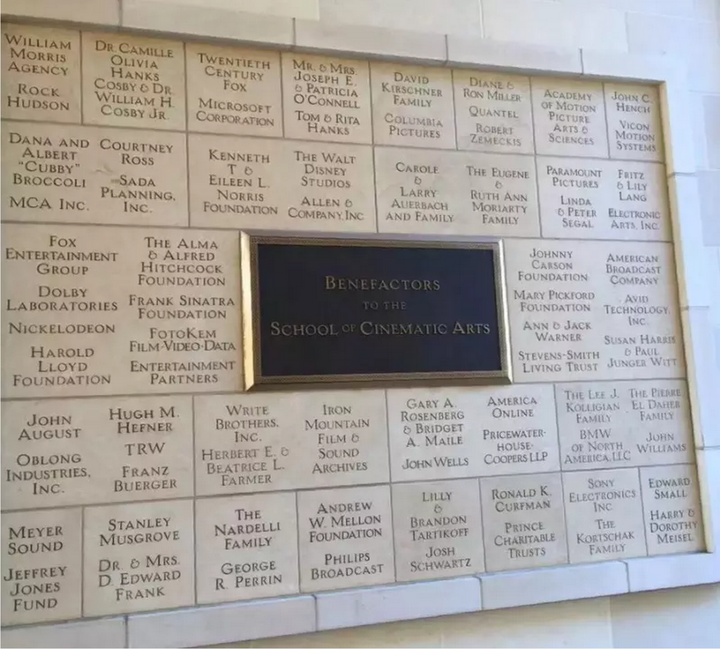 WILLIAM
MORRIS
AGENCY
ROCK
HUDSON
DR. CAMILLE
OLIVIA
HANKS
COSBY & DR.
WILLIAM H.
COSBY JR.
TWENTIETH
CENTURY
FOX
MICROSOFT
CORPORATION
MR. & MRS.
JOSEPH E.
& PATRICIA
O'CONNELL
TOM & RITA
HANKS
DAVID
KIRSCHNER
FAMILY
COLUMBIA
PICTURES
DIANE &
RON MILLER
QUANTEL
ROBERT
ZEMECKIS
ACADEMY
OF MOTION
PICTURE
ARTS &
SCIENCES
JOHN C.
HENCH
VICON
MOTION
SYSTEMS
DANA AND
ALBERT
"CUBBY"
BROCCOLI
MCA INC.
COURTNEY
ROSS
SADA
PLANNING,
INC.
KENNETH
T. &
EILEEN L.
NORRIS
FOUNDATION
THE WALT
DISNEY
STUDIOS
ALLEN &
COMPANY, INC
CAROLE
&
LARRY
AUERBACH
AND FAMILY
THE EUGENE
&
RUTH ANN
MORIARTY
FAMILY
PARAMOUNT
PICTURES
LINDA
& PETER
SEGAL
FRITZ
& LILY
LANG
ELECTRONIC
ARTS, INC.
FOX
ENTERTAINMENT
GROUP
DOLBY
LABORATORIES
NICKELODEON
HAROLD
LLOYD
FOUNDATION
THE ALMA
& ALFRED
HITCHCOCK
FOUNDATION
FRANK SINATRA
FOUNDATION
FOTOKEM
FILM-VIDEO-DATA
ENTERTAINMENT
PARTNERS
BENEFACTORS
TO THE
SCHOOL OF CINEMATIC ARTS
JOHNNY
CARSON
FOUNDATION
MARY PICKFORD
FOUNDATION
ANN & JACK
WARNER
STEVENS-SMITH
LIVING TRUST
AMERICAN
BROADCAST
COMPANY
AVID
TECHNOLOGY,
INC.
SUSAN HARRIS
& PAUL
JUNGER WITT
JOHN
AUGUST
OBLONG
INDUSTRIES,
INC.
HUGH M.
HEFNER
TRW
FRANZ
BUERGER
WRITE
BROTHERS,
INC.
HERBERT E. &
BEATRICE L.
FARMER
IRON
MOUNTAIN
FILM &
SOUND
ARCHIVES
GARY A.
ROSENBERG
& BRIDGET
A. MAILE
JOHN WELLS
AMERICA
ONLINE
PRICEWATER-
HOUSE-
COOPERS LLP
THE LEE J.
KOLLIGIAN
FAMILY
BMW
OF NORTH
AMERICA, LLC
THE PIERRE
EL DAHER
FAMILY
JOHN
WILLIAMS
MEYER
SOUND
JEFFREY
JONES
FUND
STANLEY
MUSGROVE
DR. & MRS.
D. EDWARD
FRANK
THE
NARDELLI
FAMILY
GEORGE
R. PERRIN
ANDREW
W. MELLON
FOUNDATION
PHILIPS
BROADCAST
LILLY
&
BRANDON
TARTIKOFF
JOSH
SCHWARTZ
RONALD K.
CURFMAN
PRINCE
CHARITABLE
TRUSTS
SONY
ELECTRONICS
INC
THE
KORTSCHAK
FAMILY
EDWARD
SMALL
HARRY &
DOROTHY
MEISEL